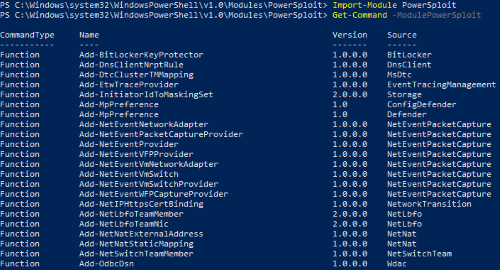 PS C:\Windows\system32\WindowsPowerShell\v1.0\Modules\PowerSploit> Import-Module PowerSploit
PS C:\Windows\system32\WindowsPowerShell\v1.0\Modules\PowerSploit> Get-Command -ModulePowerSploit
CommandType Name Version Source
----------- ---- ------- ------
Function Add-BitLockerKeyProtector 1.0.0.0 BitLocker
Function Add-DnsClientNrptRule 1.0.0.0 DnsClient
Function Add-DtcClusterTMMapping 1.0.0.0 MsDtc
Function Add-EtwTraceProvider 1.0.0.0 EventTracingManagement
Function Add-InitiatorIdToMaskingSet 2.0.0.0 Storage
Function Add-MpPreference 1.0 ConfigDefender
Function Add-MpPreference 1.0 Defender
Function Add-NetEventNetworkAdapter 1.0.0.0 NetEventPacketCapture
Function Add-NetEventPacketCaptureProvider 1.0.0.0 NetEventPacketCapture
Function Add-NetEventProvider 1.0.0.0 NetEventPacketCapture
Function Add-NetEventVFPProvider 1.0.0.0 NetEventPacketCapture
Function Add-NetEventVmNetworkAdapter 1.0.0.0 NetEventPacketCapture
Function Add-NetEventVmSwitch 1.0.0.0 NetEventPacketCapture
Function Add-NetEventVmSwitchProvider 1.0.0.0 NetEventPacketCapture
Function Add-NetEventWFPCaptureProvider 1.0.0.0 NetEventPacketCapture
Function Add-NetIPHttpsCertBinding 1.0.0.0 NetworkTransition
Function Add-NetLbfoTeamMember 2.0.0.0 NetLbfo
Function Add-NetLbfoTeamNic 2.0.0.0 NetLbfo
Function Add-NetNatExternalAddress 1.0.0.0 NetNat
Function Add-NetNatStaticMapping 1.0.0.0 NetNat
Function Add-NetSwitchTeamMember 1.0.0.0 NetSwitchTeam
Function Add-OdbcDsn 1.0.0.0 Wdac